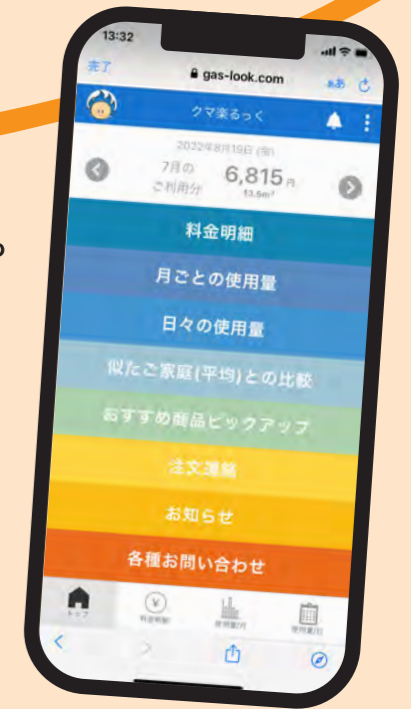 13:32
完了
gas-look.com
ああ
クマ楽るっく
2022年8月19日 (金)
7月の
ご利用分
6,815円
13.5m³
料金明細
月ごとの使用量
日々の使用量
似たご家庭(平均)との比較
おすすめ商品ピックアップ
注文連絡
お知らせ
各種お問い合わせ
トップ
料金明細
使用量/月
使用量/日